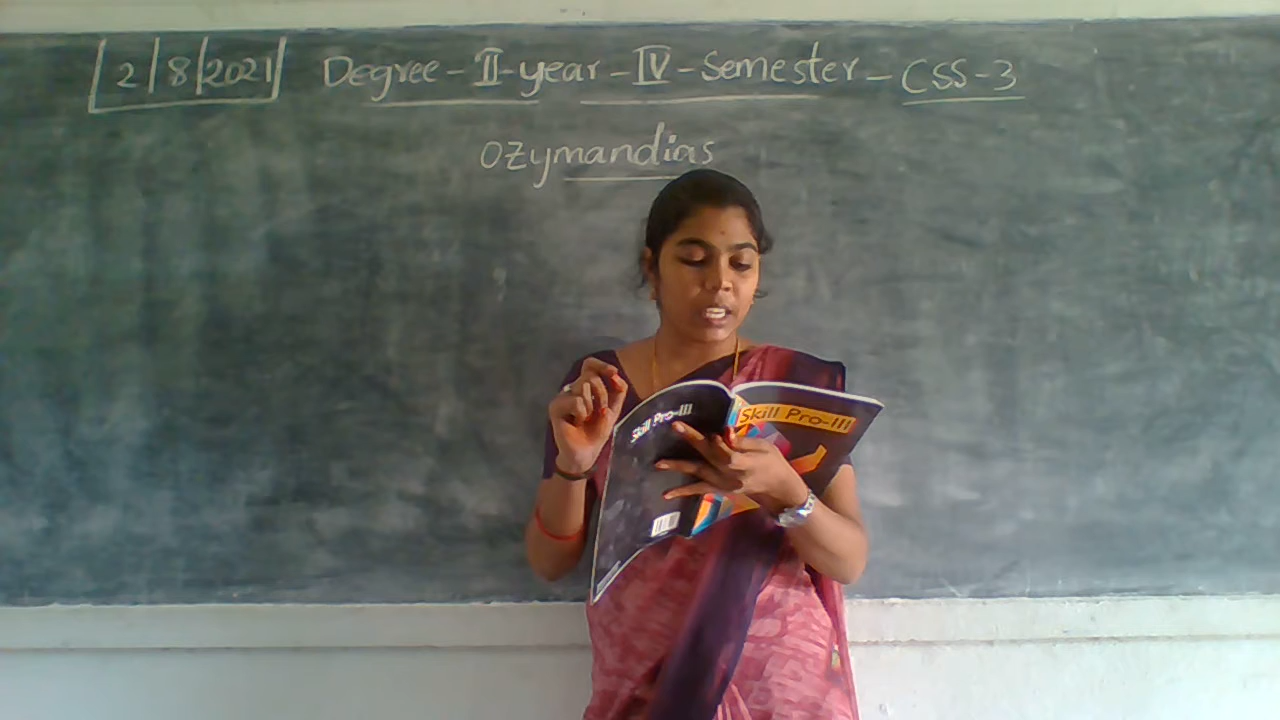 2/8/2021 Degree - II - year - IV - Semester - CSS - 3
Ozymandias
Skill Pro-III
Skill Pro-III